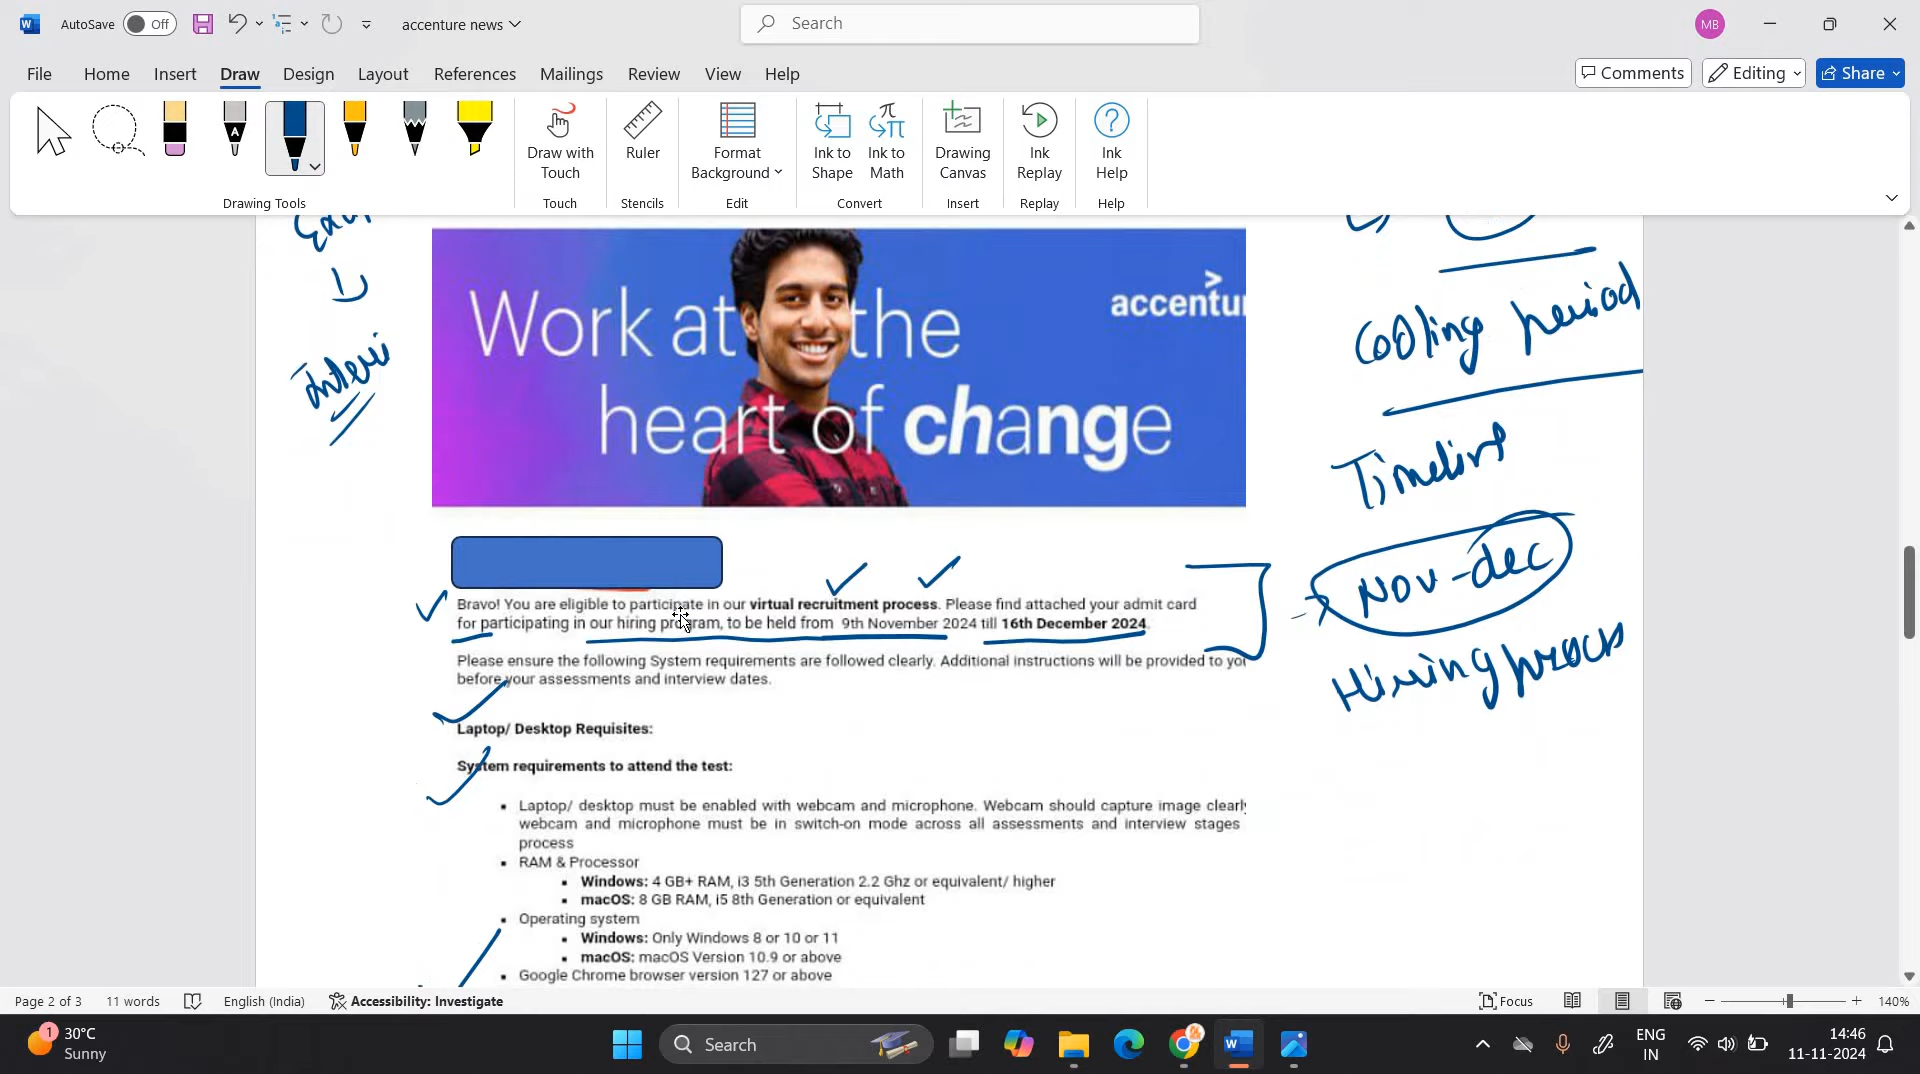 AutoSave Off accenture news Search MB
File Home Insert Draw Design Layout References Mailings Review View Help Comments Editing Share
A
Draw with Touch
Ruler
Format Background
Ink to Shape
Ink to Math
Drawing Canvas
Ink Replay
Ink Help
Drawing Tools Touch Stencils Edit Convert Insert Replay Help
Work at the
heart of change
accentur
Intervi
Cooling period
Timeline
Nov-dec
Hiring process
Bravo! You are eligible to participate in our virtual recruitment process. Please find attached your admit card
for participating in our hiring program, to be held from 9th November 2024 till 16th December 2024.
Please ensure the following System requirements are followed clearly. Additional instructions will be provided to you
before your assessments and interview dates.
Laptop/ Desktop Requisites:
System requirements to attend the test:
▪ Laptop/ desktop must be enabled with webcam and microphone. Webcam should capture image clearly
webcam and microphone must be in switch-on mode across all assessments and interview stages
process
▪ RAM & Processor
▪ Windows: 4 GB+ RAM, i3 5th Generation 2.2 Ghz or equivalent/ higher
▪ macOS: 8 GB RAM, i5 8th Generation or equivalent
▪ Operating system
▪ Windows: Only Windows 8 or 10 or 11
▪ macOS: macOS Version 10.9 or above
▪ Google Chrome browser version 127 or above
Page 2 of 3 11 words English (India) Accessibility: Investigate Focus 140%
1 30°C
Sunny
Search
ENG
IN
14:46
11-11-2024